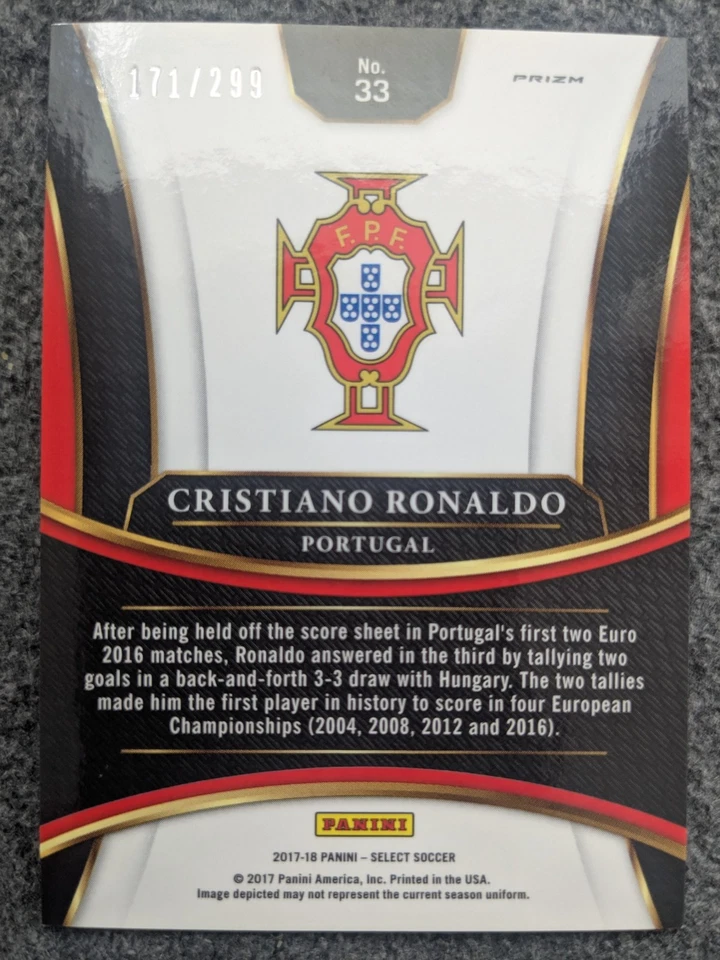 171/299
No.
33
PRIZM
F.P.F.
CRISTIANO RONALDO
PORTUGAL
After being held off the score sheet in Portugal's first two Euro
2016 matches, Ronaldo answered in the third by tallying two
goals in a back-and-forth 3-3 draw with Hungary. The two tallies
made him the first player in history to score in four European
Championships (2004, 2008, 2012 and 2016).
PANINI
2017-18 PANINI – SELECT SOCCER
© 2017 Panini America, Inc. Printed in the USA.
Image depicted may not represent the current season uniform.